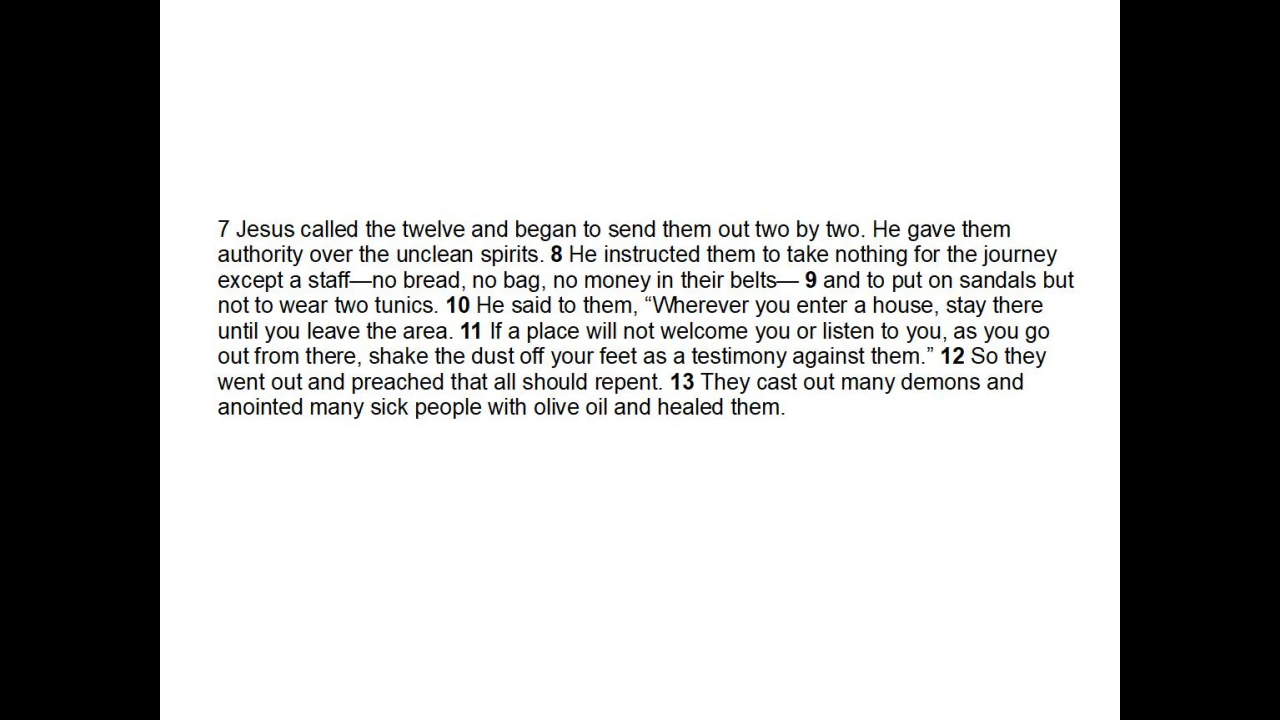 7 Jesus called the twelve and began to send them out two by two. He gave them
authority over the unclean spirits. 8 He instructed them to take nothing for the journey
except a staff—no bread, no bag, no money in their belts— 9 and to put on sandals but
not to wear two tunics. 10 He said to them, “Wherever you enter a house, stay there
until you leave the area. 11 If a place will not welcome you or listen to you, as you go
out from there, shake the dust off your feet as a testimony against them.” 12 So they
went out and preached that all should repent. 13 They cast out many demons and
anointed many sick people with olive oil and healed them.